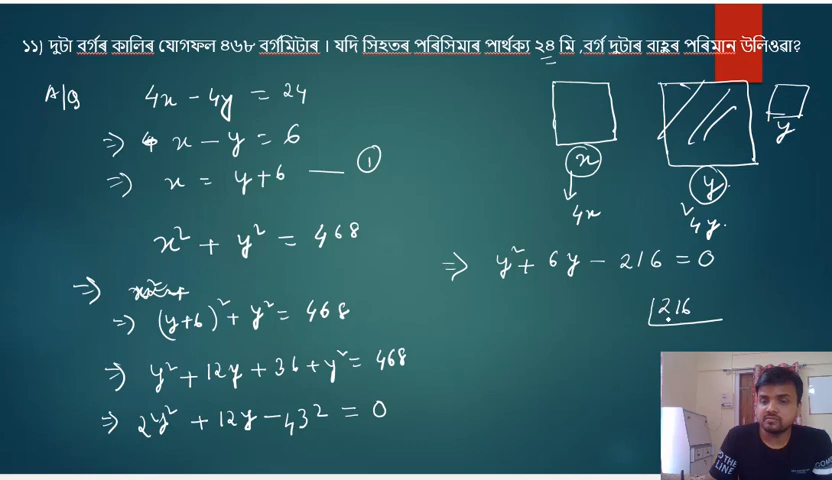 ১১) দুটা বৰ্গৰ কালিৰ যোগফল ৪৬৮ বৰ্গমিটাৰ । যদি সিহতৰ পৰিসিমাৰ পাৰ্থক্য ২৪ মি ,বৰ্গ দুটাৰ বাহুৰ পৰিমান উলিওৱা?
A/Q 4x - 4y = 24
=> x - y = 6
=> x = y+6 — ①
x² + y² = 468
=> (y+6)² + y² = 468
=> y² + 12y + 36 + y² = 468
=> 2y² + 12y - 432 = 0
x
4x
y
4y.
y
=> y² + 6y - 216 = 0
216
THE
LINE